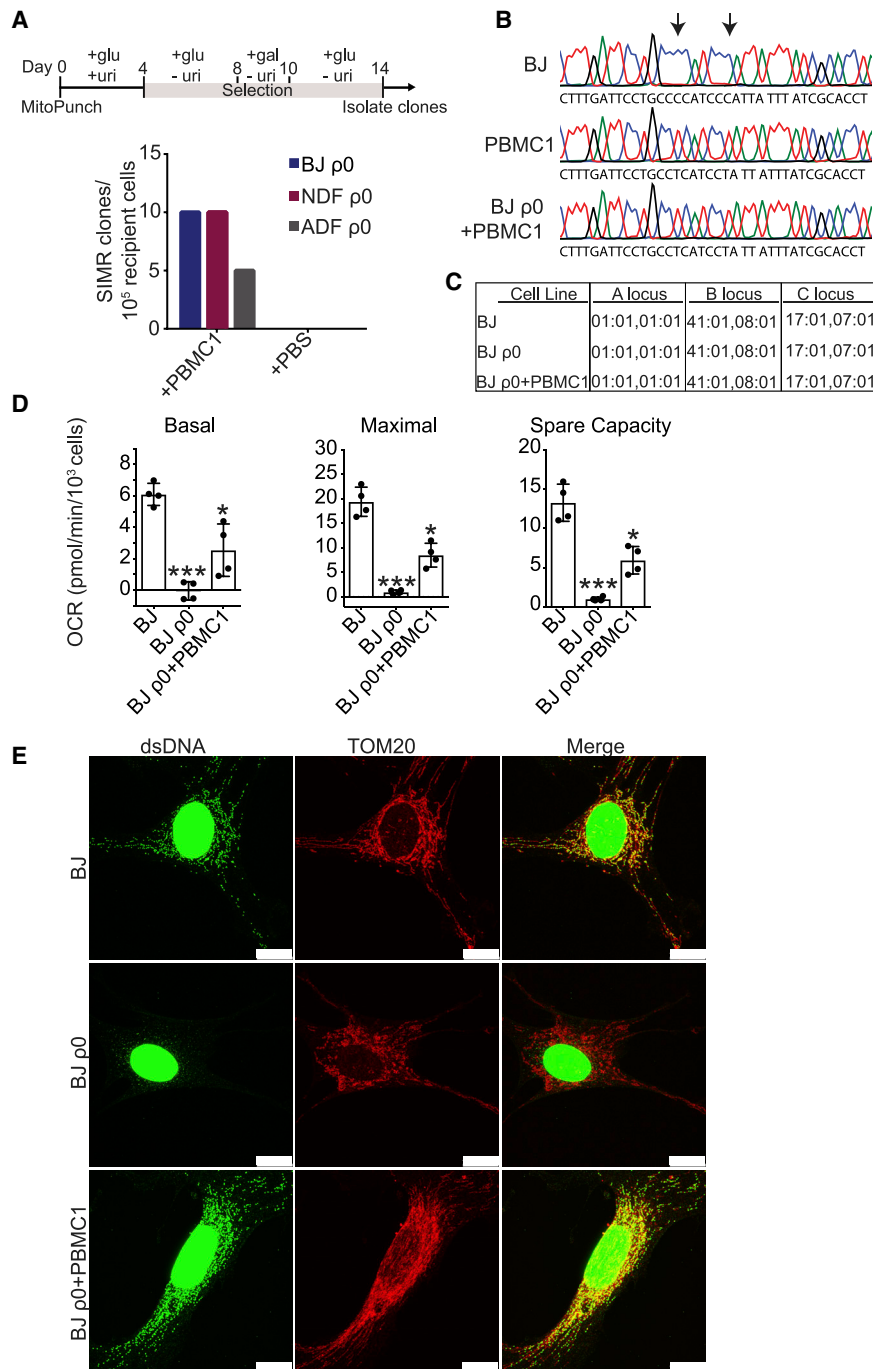 A
Day 0 +glu +uri 4 +glu - uri 8 +gal - uri 10 +glu - uri 14
Selection
MitoPunch
Isolate clones
SIMR clones/
10⁵ recipient cells
15
10
5
0
BJ ρ0
NDF ρ0
ADF ρ0
+PBMC1
+PBS
B
BJ
CTTTGATTCCTGCCCCATCCCATTA TTT ATCGCACCT
PBMC1
CTTTGATTCCTGCCTCATCCTATT ATTTATCGCACCT
BJ ρ0
+PBMC1
CTTTGATTCCTGCCTCATCCTAT TATTTATCGCACCT
C
Cell Line A locus B locus C locus
BJ 01:01,01:01 41:01,08:01 17:01,07:01
BJ ρ0 01:01,01:01 41:01,08:01 17:01,07:01
BJ ρ0+PBMC1 01:01,01:01 41:01,08:01 17:01,07:01
D
OCR (pmol/min/10³ cells)
Basal
8
6
4
2
0
***
*
BJ
BJ ρ0
BJ ρ0+PBMC1
Maximal
30
25
20
15
10
5
0
***
*
BJ
BJ ρ0
BJ ρ0+PBMC1
Spare Capacity
20
15
10
5
0
***
*
BJ
BJ ρ0
BJ ρ0+PBMC1
E
dsDNA TOM20 Merge
BJ
BJ ρ0
BJ ρ0+PBMC1